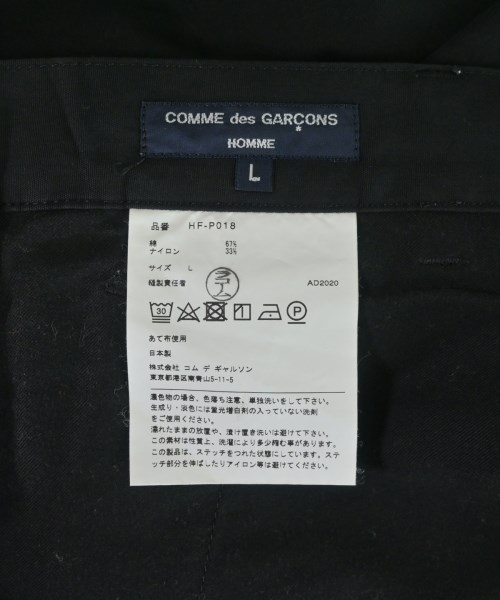 COMME des GARÇONS
HOMME
L
品番 HF-P018
綿 67%
ナイロン 33%
サイズ L
縫製責任者 AD2020
30 P
あて布使用
日本製
株式会社 コム デ ギャルソン
東京都港区南青山5-11-5
濃色物の場合、色落ち注意。単独洗いをして下さい。
生成り・淡色には蛍光増白剤の入っていない洗剤
をご使用ください。
濡れたままの放置や、漬け置き洗いは避けて下さい。
この素材は性質上、洗濯により多少縮む事があります。
この製品は、ステッチをつれた状態にしています。ステ
ッチ部分を伸ばしたりアイロン等は避けてください。